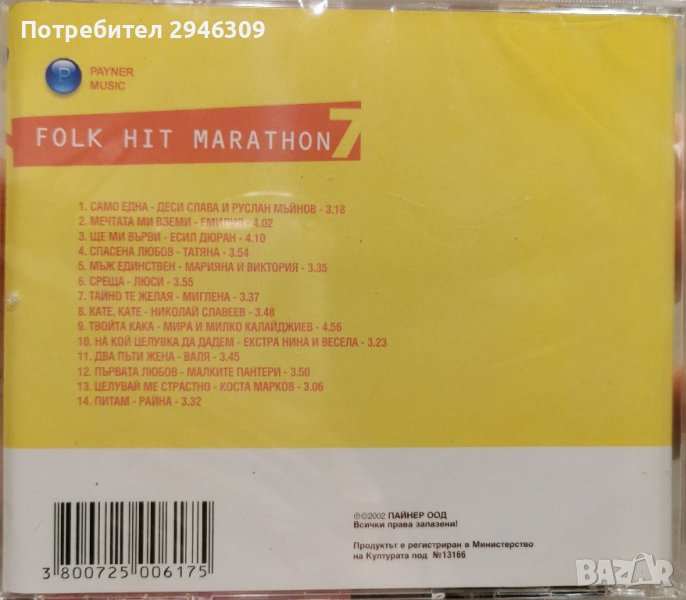 Потребител 2946309
P
PAYNER
MUSIC
FOLK HIT MARATHON 7
1. САМО ЕДНА - ДЕСИ СЛАВА И РУСЛАН МЪЙНОВ - 3.18
2. МЕЧТАТА МИ ВЗЕМИ - ЕМИЛИЯ - 4.02
3. ЩЕ МИ ВЪРВИ - ЕСИЛ ДЮРАН - 4.10
4. СПАСЕНА ЛЮБОВ - ТАТЯНА - 3.54
5. МЪЖ ЕДИНСТВЕН - МАРИЯНА И ВИКТОРИЯ - 3.35
6. СРЕЩА - ЛЮСИ - 3.55
7. ТАЙНО ТЕ ЖЕЛАЯ - МИГЛЕНА - 3.37
8. КАТЕ, КАТЕ - НИКОЛАЙ СЛАВЕЕВ - 3.48
9. ТВОЙТА КАКА - МИРА И МИЛКО КАЛАЙДЖИЕВ - 4.56
10. НА КОЙ ЦЕЛУВКА ДА ДАДЕМ - ЕКСТРА НИНА И ВЕСЕЛА - 3.23
11. ДВА ПЪТИ ЖЕНА - ВАЛЯ - 3.45
12. ПЪРВАТА ЛЮБОВ - МАЛКИТЕ ПАНТЕРИ - 3.50
13. ЦЕЛУВАЙ МЕ СТРАСТНО - КОСТА МАРКОВ - 3.06
14. ПИТАМ - РАЙНА - 3.32
℗©2002 ПАЙНЕР ООД
Всички права запазени!
Продуктът е регистриран в Министерство
на Културата под №13166
3 800725 006175
BAZAR